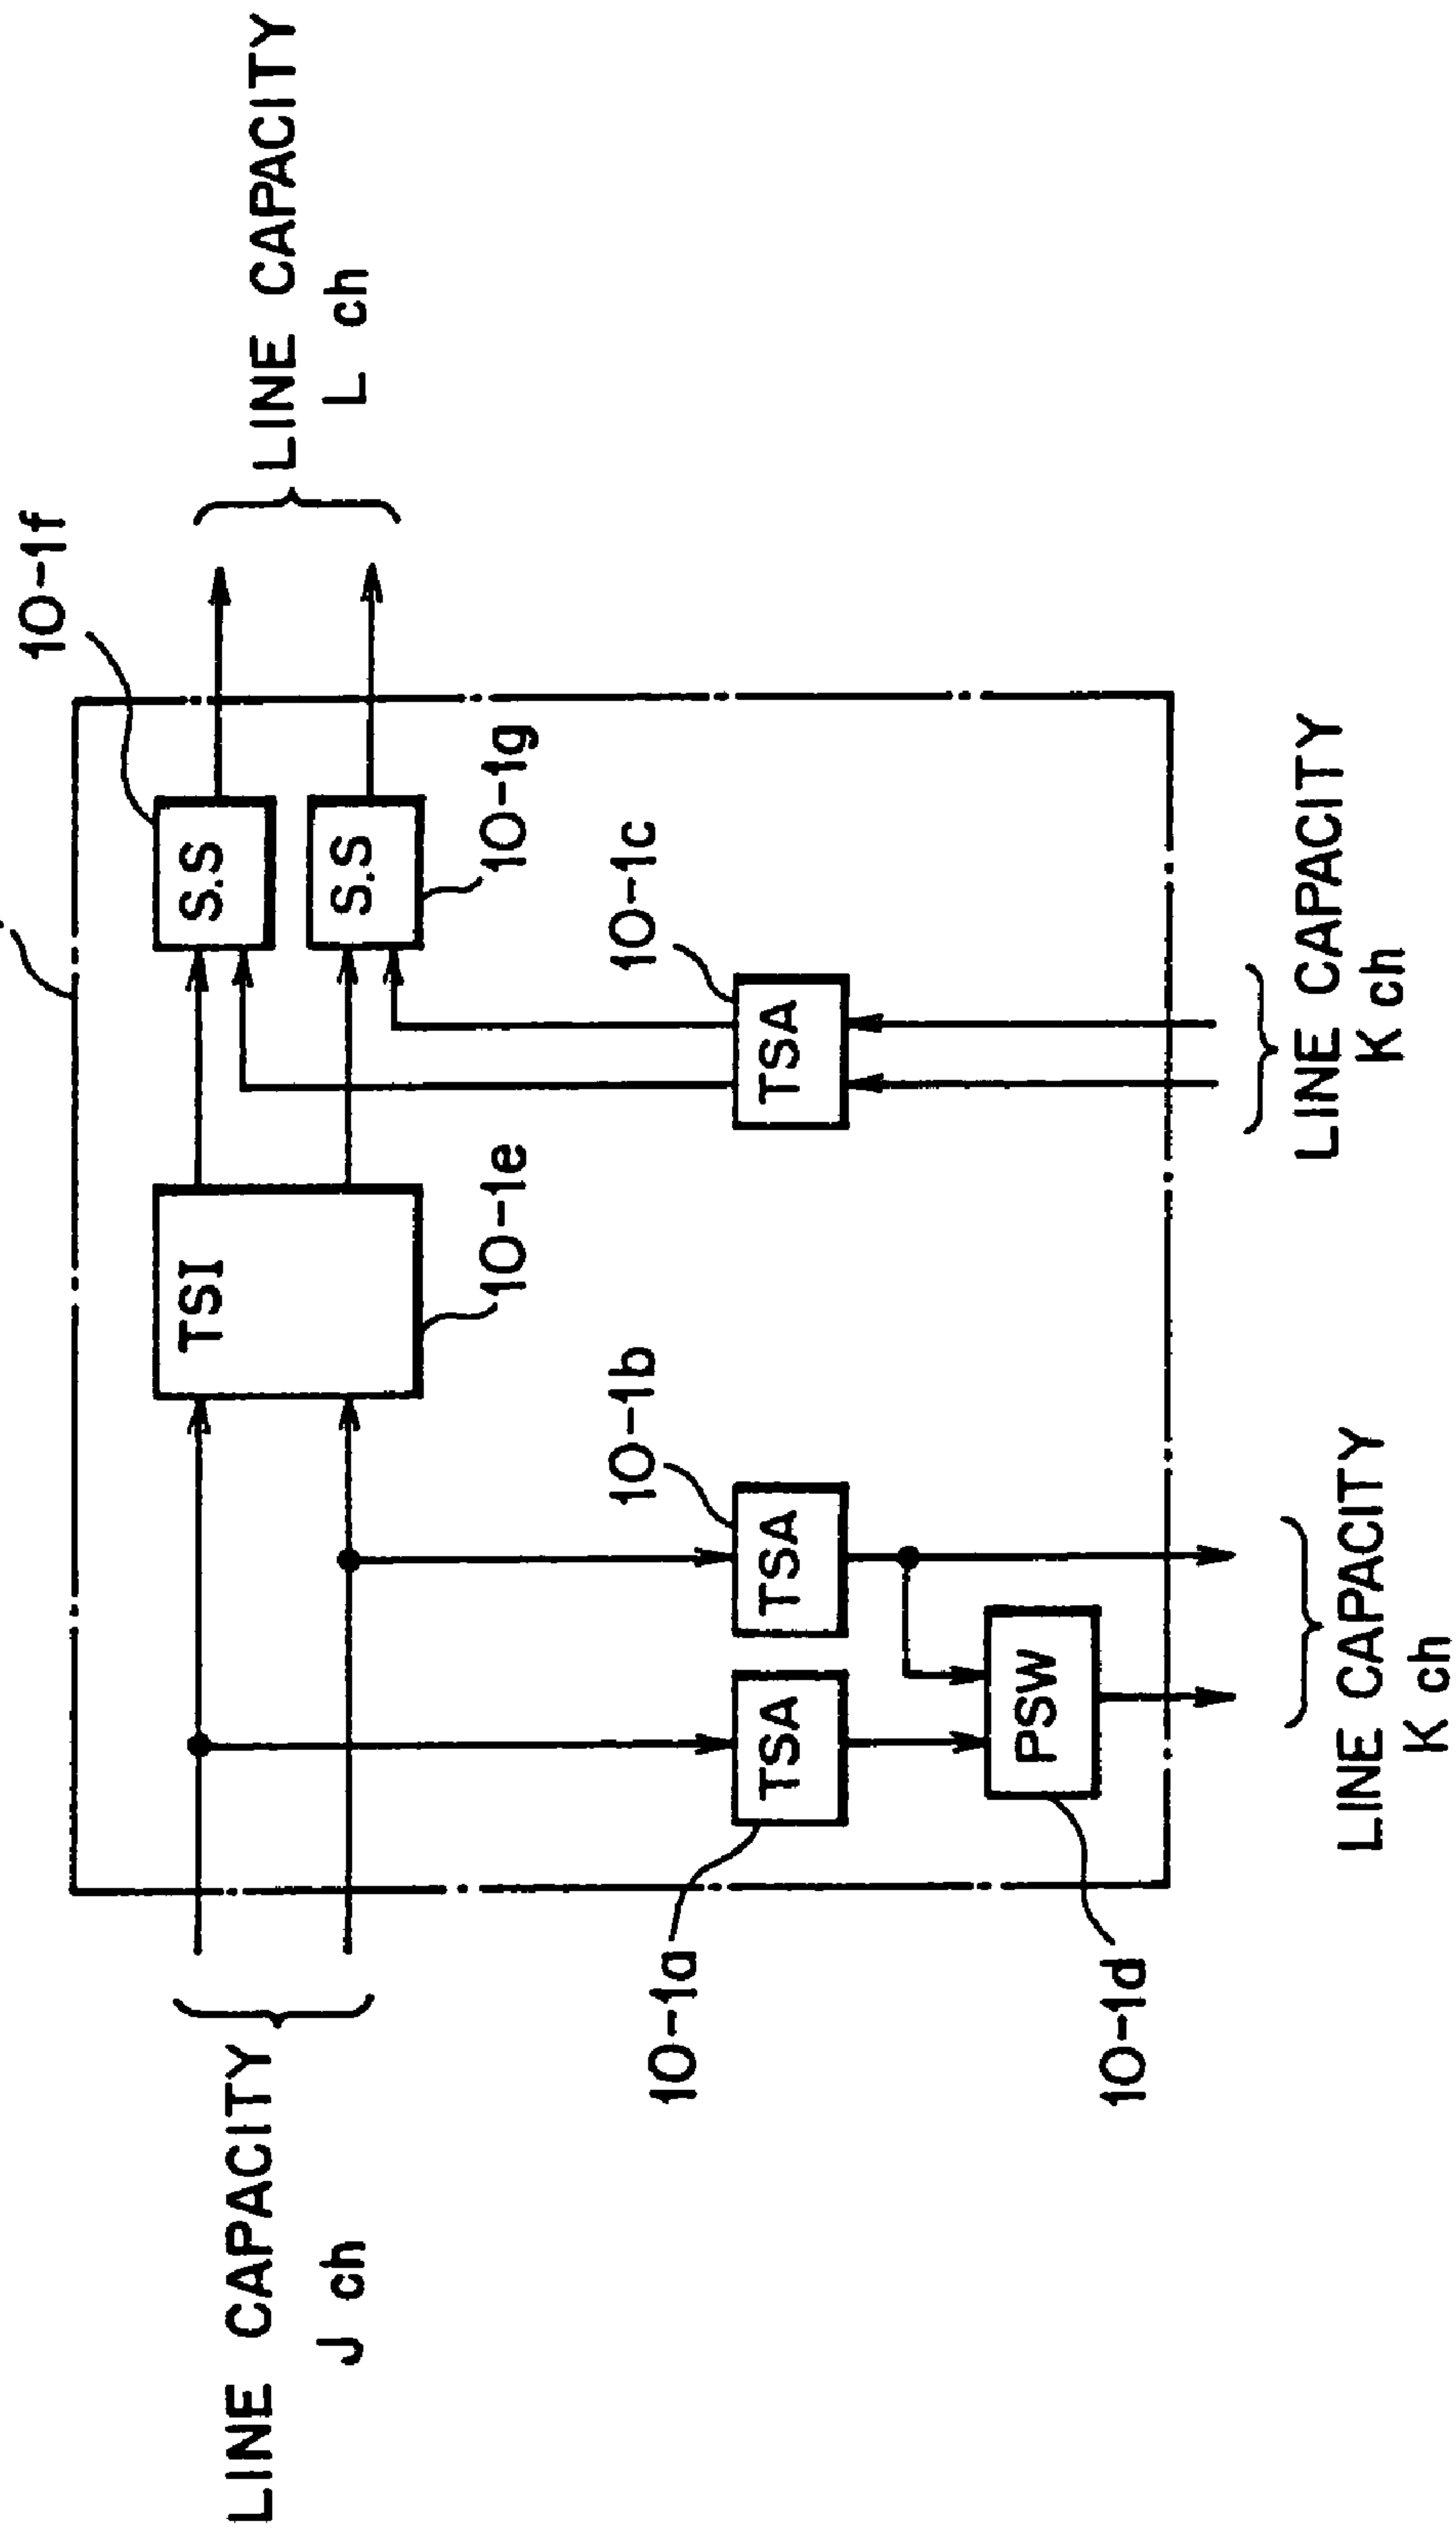 LINE CAPACITY
J ch
10-1f
LINE CAPACITY
L ch
TSI
10-1e
S.S
S.S
10-1g
10-1a
TSA
10-1b
TSA
10-1c
TSA
10-1d
PSW
LINE CAPACITY
K ch
LINE CAPACITY
K ch